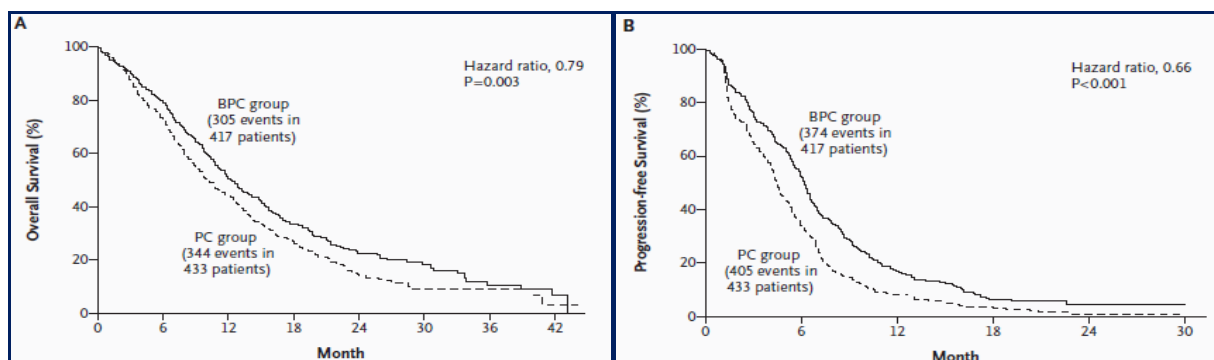 A
100
80
60
40
20
0
Overall Survival (%)
Hazard ratio, 0.79
P=0.003
BPC group
(305 events in
417 patients)
PC group
(344 events in
433 patients)
0 6 12 18 24 30 36 42
Month
B
100
80
60
40
20
0
Progression-free Survival (%)
Hazard ratio, 0.66
P<0.001
BPC group
(374 events in
417 patients)
PC group
(405 events in
433 patients)
0 6 12 18 24 30
Month